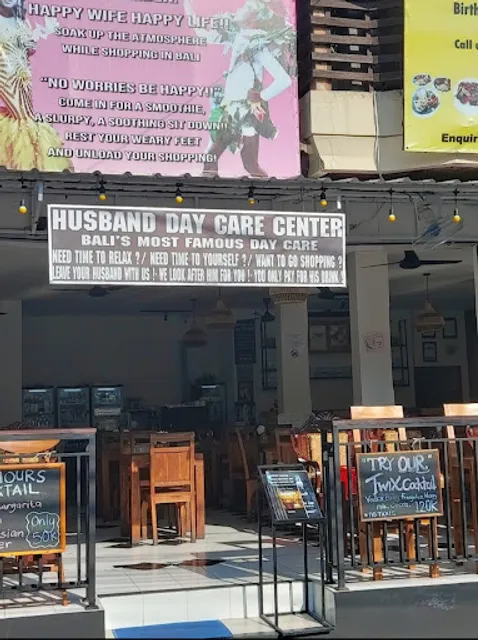 HAPPY WIFE HAPPY LIFE!!
SOAK UP THE ATMOSPHERE
WHILE SHOPPING IN BALI
"NO WORRIES BE HAPPY!!"
COME IN FOR A SMOOTHIE,
A SLURPY, A SOOTHING SIT DOWN!!
REST YOUR WEARY FEET
AND UNLOAD YOUR SHOPPING!
Birth
Call
Enquir
HUSBAND DAY CARE CENTER
BALI'S MOST FAMOUS DAY CARE
NEED TIME TO RELAX ?/ NEED TIME TO YOURSELF ?/ WANT TO GO SHOPPING ?
LEAVE YOUR HUSBAND WITH US ! WE LOOK AFTER HIM FOR YOU ! YOU ONLY PAY FOR HIS DRINK
HOURS
TAIL
argarita
Only
50K
sian
er
"TRY OUR"
Twix Cocktail
120K